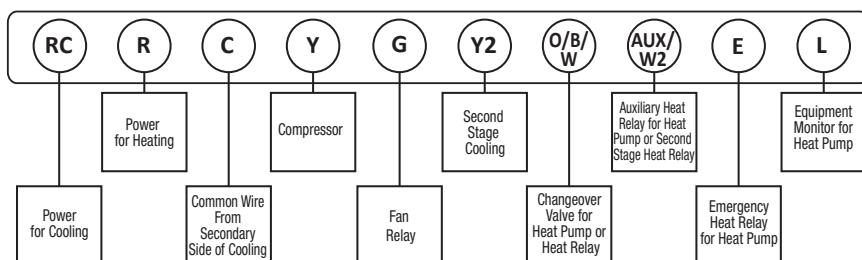 RC R C Y G Y2 O/B/ AUX/ E L
W W2
Power
for Heating
Compressor
Second
Stage
Cooling
Auxiliary Heat
Relay for Heat
Pump or Second
Stage Heat Relay
Equipment
Monitor for
Heat Pump
Power
for Cooling
Common Wire
From
Secondary
Side of Cooling
Fan
Relay
Changeover
Valve for
Heat Pump or
Heat Relay
Emergency
Heat Relay
for Heat Pump